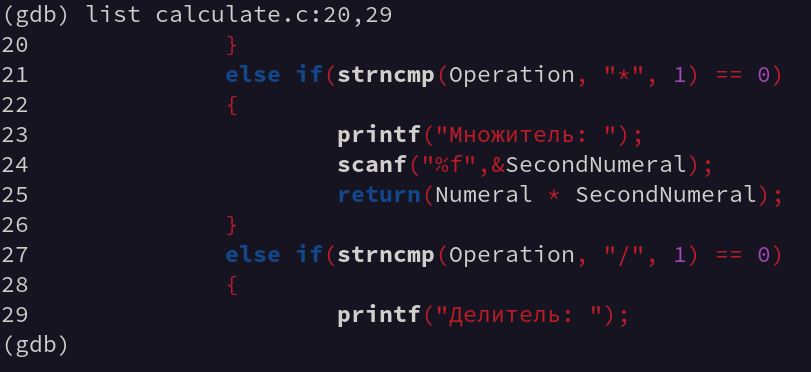 (gdb) list calculate.c:20,29
20              }
21              else if(strncmp(Operation, "*", 1) == 0)
22              {
23                      printf("Множитель: ");
24                      scanf("%f",&SecondNumeral);
25                      return(Numeral * SecondNumeral);
26              }
27              else if(strncmp(Operation, "/", 1) == 0)
28              {
29                      printf("Делитель: ");
(gdb)